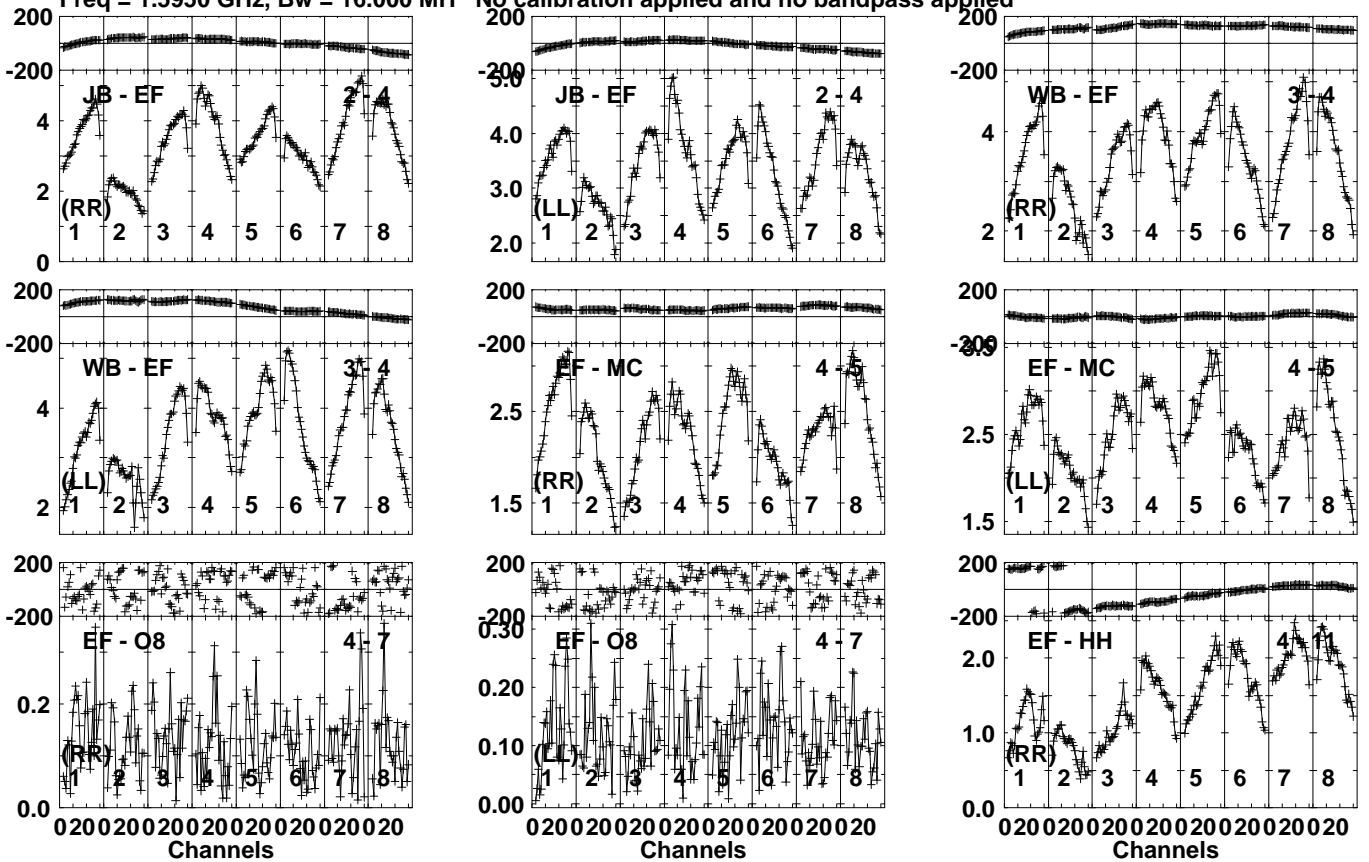 Freq = 1.5950 GHz, Bw = 16.000 MH No calibration applied and no bandpass applied
200 200 200
-200 -200 -200
JB - EF 2 - 4 JB - EF 2 - 4 WB - EF 3 - 4
5.0
4 4.0 4
3.0
2 2.0 2
0
(RR) (LL) (RR)
1 2 3 4 5 6 7 8 1 2 3 4 5 6 7 8 1 2 3 4 5 6 7 8
200 200 200
-200 -200 -200
WB - EF 3 - 4 EF - MC 4 - 5 EF - MC 4 - 5
3.5
4 2.5 2.5
2 1.5 1.5
(LL) (RR) (LL)
1 2 3 4 5 6 7 8 1 2 3 4 5 6 7 8 1 2 3 4 5 6 7 8
200 200 200
-200 -200 -200
EF - O8 4 - 7 EF - O8 4 - 7 EF - HH 4 - 11
0.30
0.2 0.20 2.0
0.10 1.0
0.0 0.00 0.0
(RR) (LL) (RR)
1 2 3 4 5 6 7 8 1 2 3 4 5 6 7 8 1 2 3 4 5 6 7 8
0 20 0 20 0 20 0 20 0 20 0 20 0 20 0 20 0 20 0 20 0 20 0 20 0 20 0 20 0 20 0 20 0 20 0 20 0 20 0 20 0 20 0 20 0 20 0 20
Channels Channels Channels